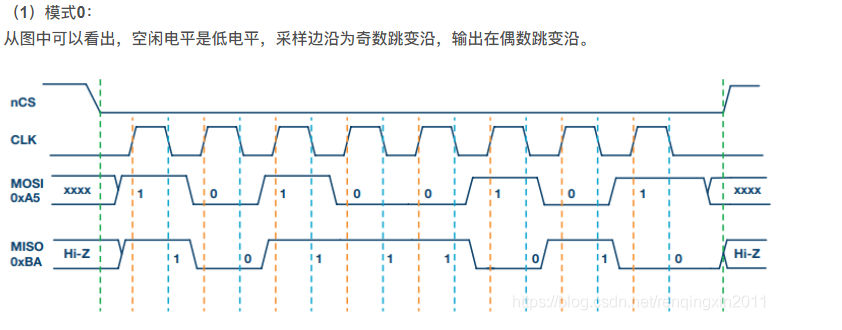 （1）模式0：
从图中可以看出，空闲电平是低电平，采样边沿为奇数跳变沿，输出在偶数跳变沿。
nCS
CLK
MOSI
0xA5
xxxx 1 0 1 0 0 1 0 1 xxxx
MISO
0xBA
Hi-Z 1 0 1 1 1 0 1 0 Hi-Z
https://blog.csdn.net/renqingxin2011